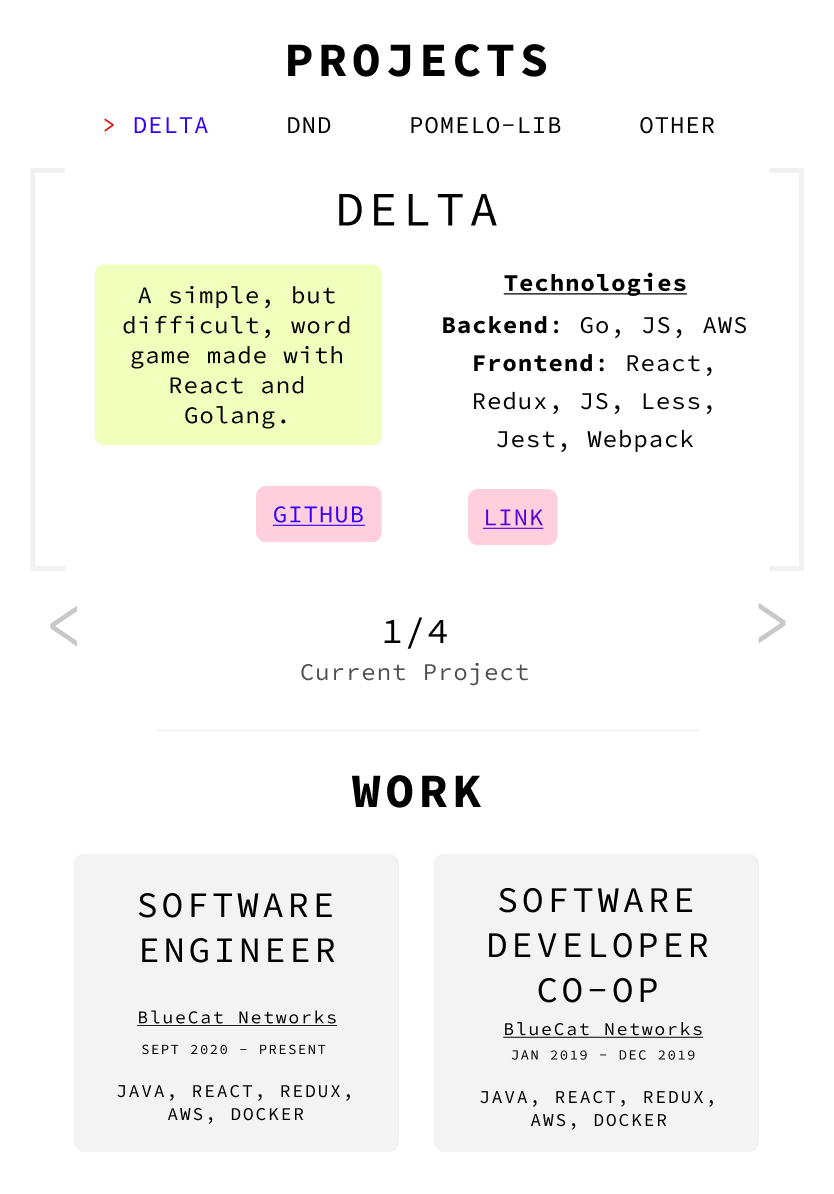 PROJECTS
> DELTA DND POMELO-LIB OTHER
DELTA
A simple, but
difficult, word
game made with
React and
Golang.
Technologies
Backend: Go, JS, AWS
Frontend: React,
Redux, JS, Less,
Jest, Webpack
GITHUB
LINK
< >
1/4
Current Project
WORK
SOFTWARE
ENGINEER
BlueCat Networks
SEPT 2020 - PRESENT
JAVA, REACT, REDUX,
AWS, DOCKER
SOFTWARE
DEVELOPER
CO-OP
BlueCat Networks
JAN 2019 - DEC 2019
JAVA, REACT, REDUX,
AWS, DOCKER